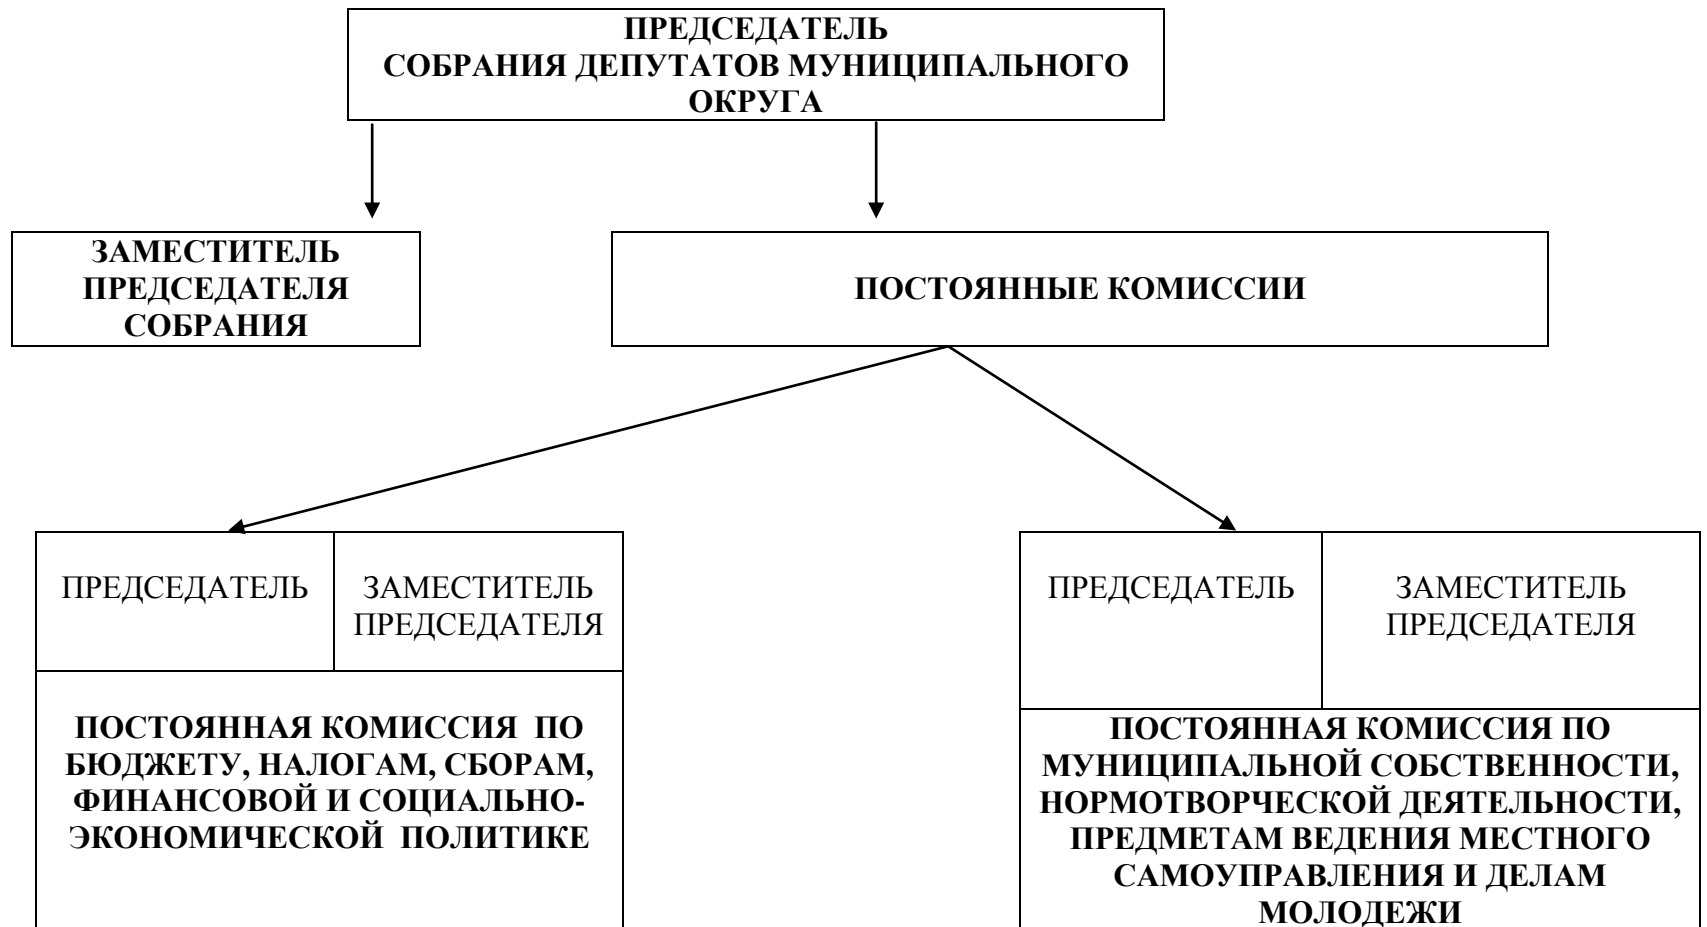 ПРЕДСЕДАТЕЛЬ
СОБРАНИЯ ДЕПУТАТОВ МУНИЦИПАЛЬНОГО
ОКРУГА
ЗАМЕСТИТЕЛЬ
ПРЕДСЕДАТЕЛЯ
СОБРАНИЯ
ПОСТОЯННЫЕ КОМИССИИ
ПРЕДСЕДАТЕЛЬ
ЗАМЕСТИТЕЛЬ
ПРЕДСЕДАТЕЛЯ
ПОСТОЯННАЯ КОМИССИЯ ПО
БЮДЖЕТУ, НАЛОГАМ, СБОРАМ,
ФИНАНСОВОЙ И СОЦИАЛЬНО-
ЭКОНОМИЧЕСКОЙ ПОЛИТИКЕ
ПРЕДСЕДАТЕЛЬ
ЗАМЕСТИТЕЛЬ
ПРЕДСЕДАТЕЛЯ
ПОСТОЯННАЯ КОМИССИЯ ПО
МУНИЦИПАЛЬНОЙ СОБСТВЕННОСТИ,
НОРМОТВОРЧЕСКОЙ ДЕЯТЕЛЬНОСТИ,
ПРЕДМЕТАМ ВЕДЕНИЯ МЕСТНОГО
САМОУПРАВЛЕНИЯ И ДЕЛАМ
МОЛОДЕЖИ